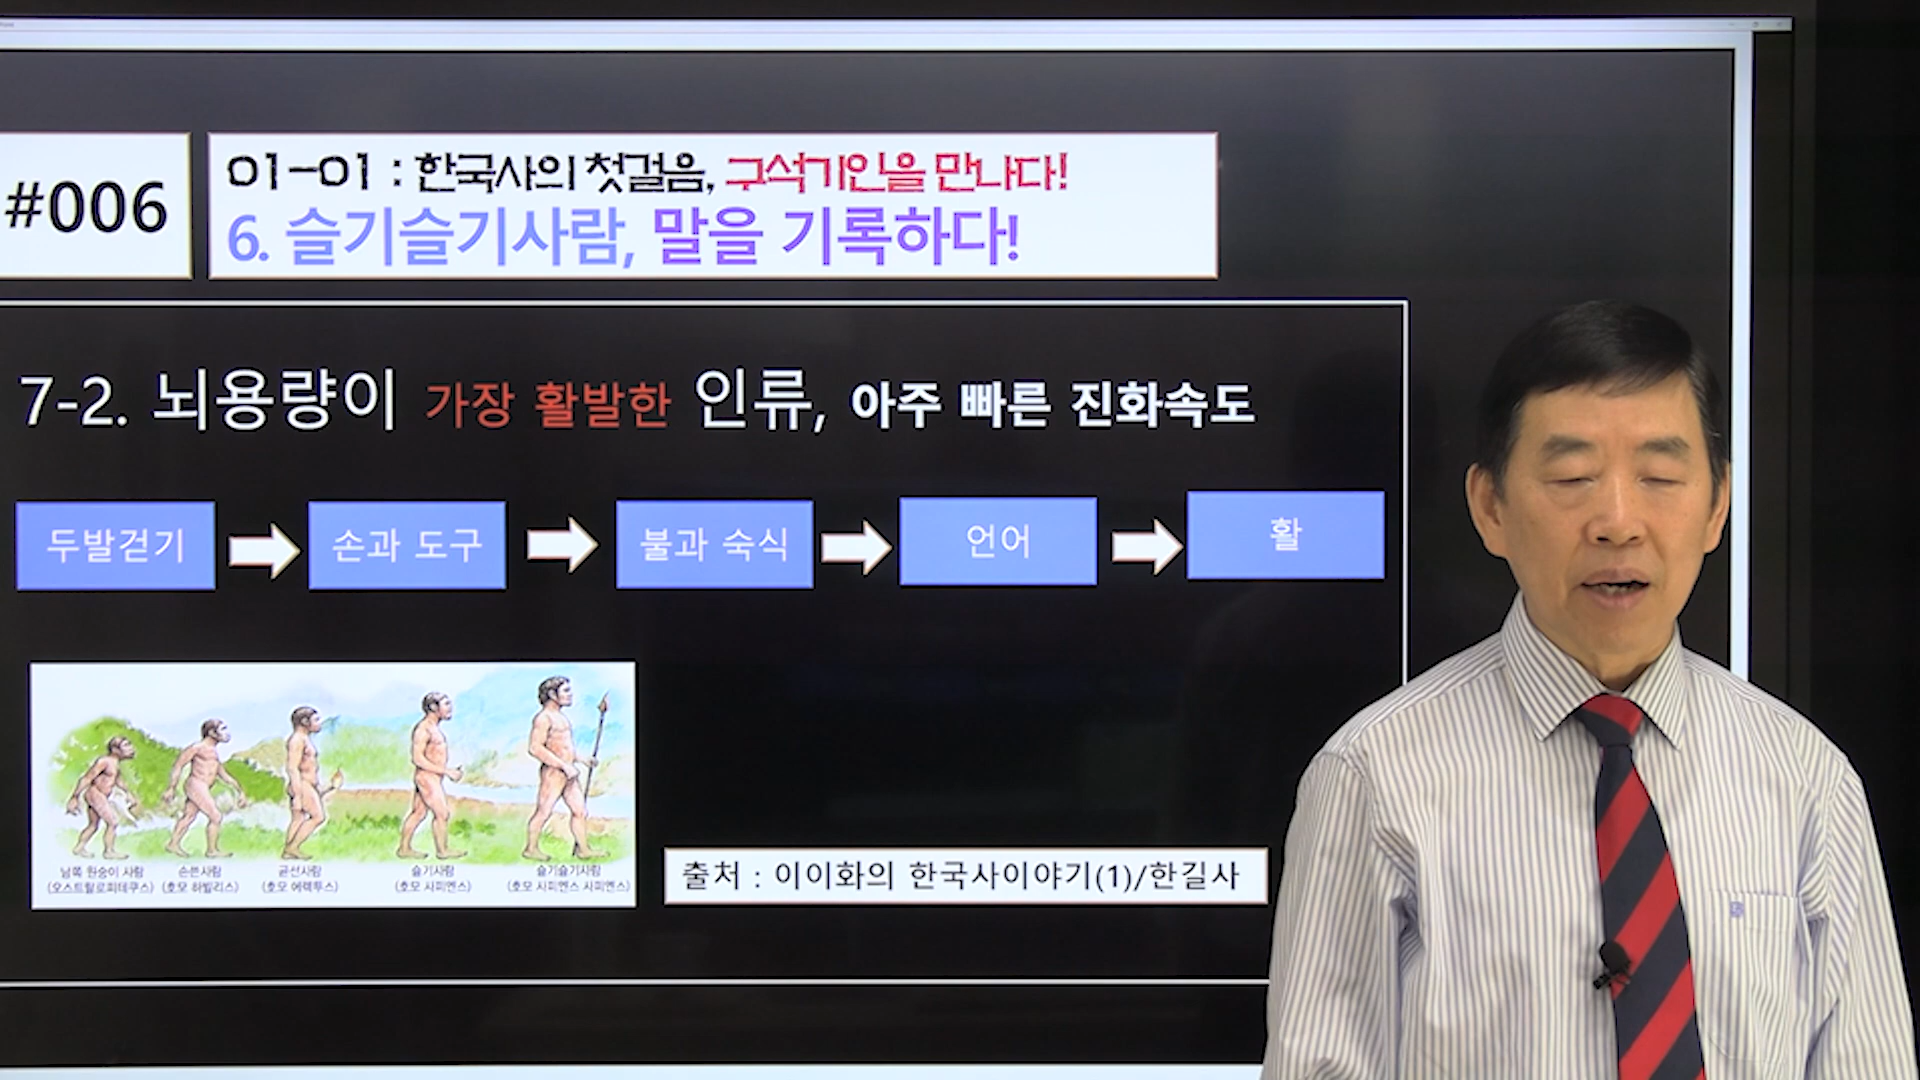 #006
01-01 : 한국사의 첫걸음, 구석기인을 만나다!
6. 슬기슬기사람, 말을 기록하다!
7-2. 뇌용량이 가장 활발한 인류, 아주 빠른 진화속도
두발걷기
손과 도구
불과 숙식
언어
활
남쪽 원숭이 사람
(오스트랄로피테쿠스)
손쓴사람
(호모 하빌리스)
곧선사람
(호모 에렉투스)
슬기사람
(호모 사피엔스)
슬기슬기사람
(호모 사피엔스 사피엔스)
출처 : 이이화의 한국사이야기(1)/한길사